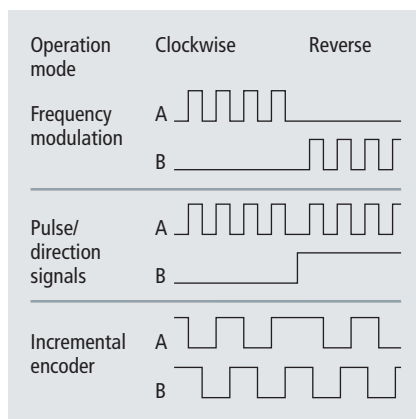 Operation Clockwise Reverse
mode
Frequency A
modulation
B
Pulse/ A
direction
signals B
Incremental A
encoder
B